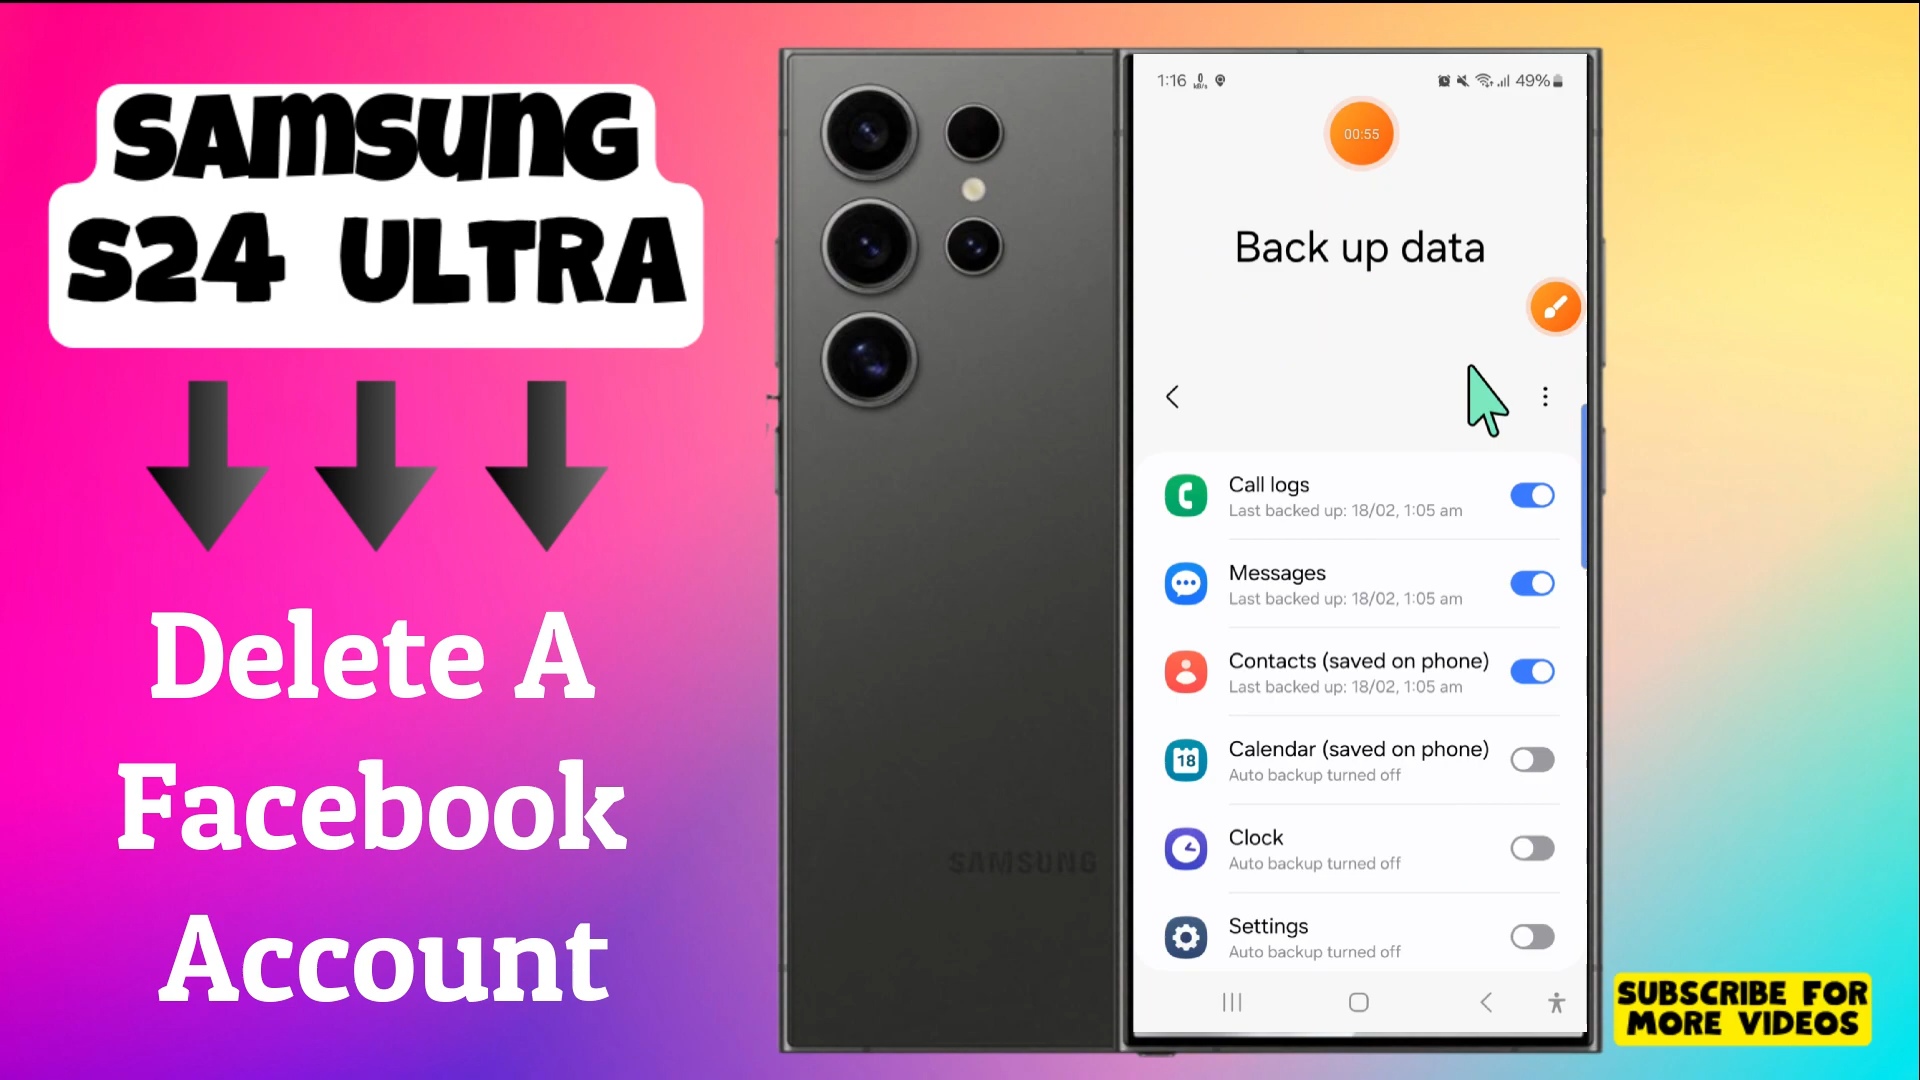 SAMSUNG
S24 ULTRA
Delete A
Facebook
Account
SAMSUNG
1:16 0 kB/s 49%
00:55
Back up data
Call logs
Last backed up: 18/02, 1:05 am
Messages
Last backed up: 18/02, 1:05 am
Contacts (saved on phone)
Last backed up: 18/02, 1:05 am
18
Calendar (saved on phone)
Auto backup turned off
Clock
Auto backup turned off
Settings
Auto backup turned off
SUBSCRIBE FOR
MORE VIDEOS